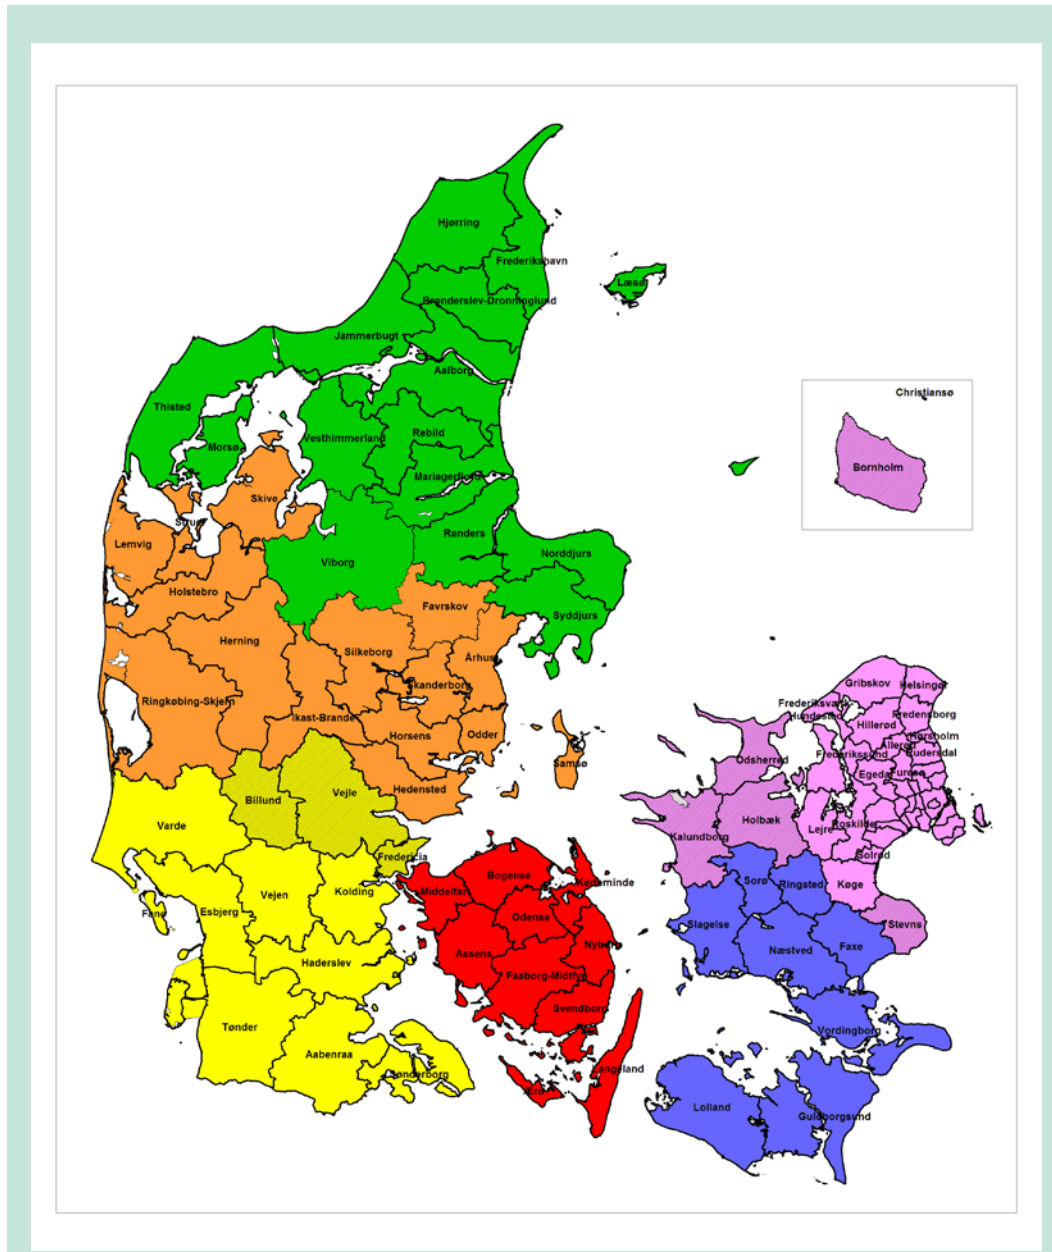 Hjørring
Frederikshavn
Læsø
Brønderslev-Dronninglund
Jammerbugt
Aalborg
Christiansø
Thisted
Rebild
Vesthimmerland
Morsø
Bornholm
Mariagerfjord
Skive
Struer
Randers
Lemvig
Norddjurs
Viborg
Holstebro
Favrskov
Syddjurs
Herning
Silkeborg
Århus
Gribskov
Helsingør
Skanderborg
Ringkøbing-Skjern
Frederiksværk-
Hundested
Fredensborg
Ikast-Brande
Hillerød
Horsens
Odder
Hørsholm
Allerød
Rudersdal
Frederikssund
Odsherred
Samsø
Egedal
Furesø
Hedensted
Vejle
Billund
Holbæk
Roskilde
Lejre
Varde
Kalundborg
Solrød
Fredericia
Bogense
Sorø
Ringsted
Køge
Kerteminde
Middelfart
Kolding
Vejen
Fanø
Esbjerg
Odense
Slagelse
Stevns
Nyborg
Næstved
Faxe
Assens
Haderslev
Faaborg-Midtfyn
Svendborg
Tønder
Vordingborg
Aabenraa
Langeland
Sønderborg
Ærø
Lolland
Guldborgsund